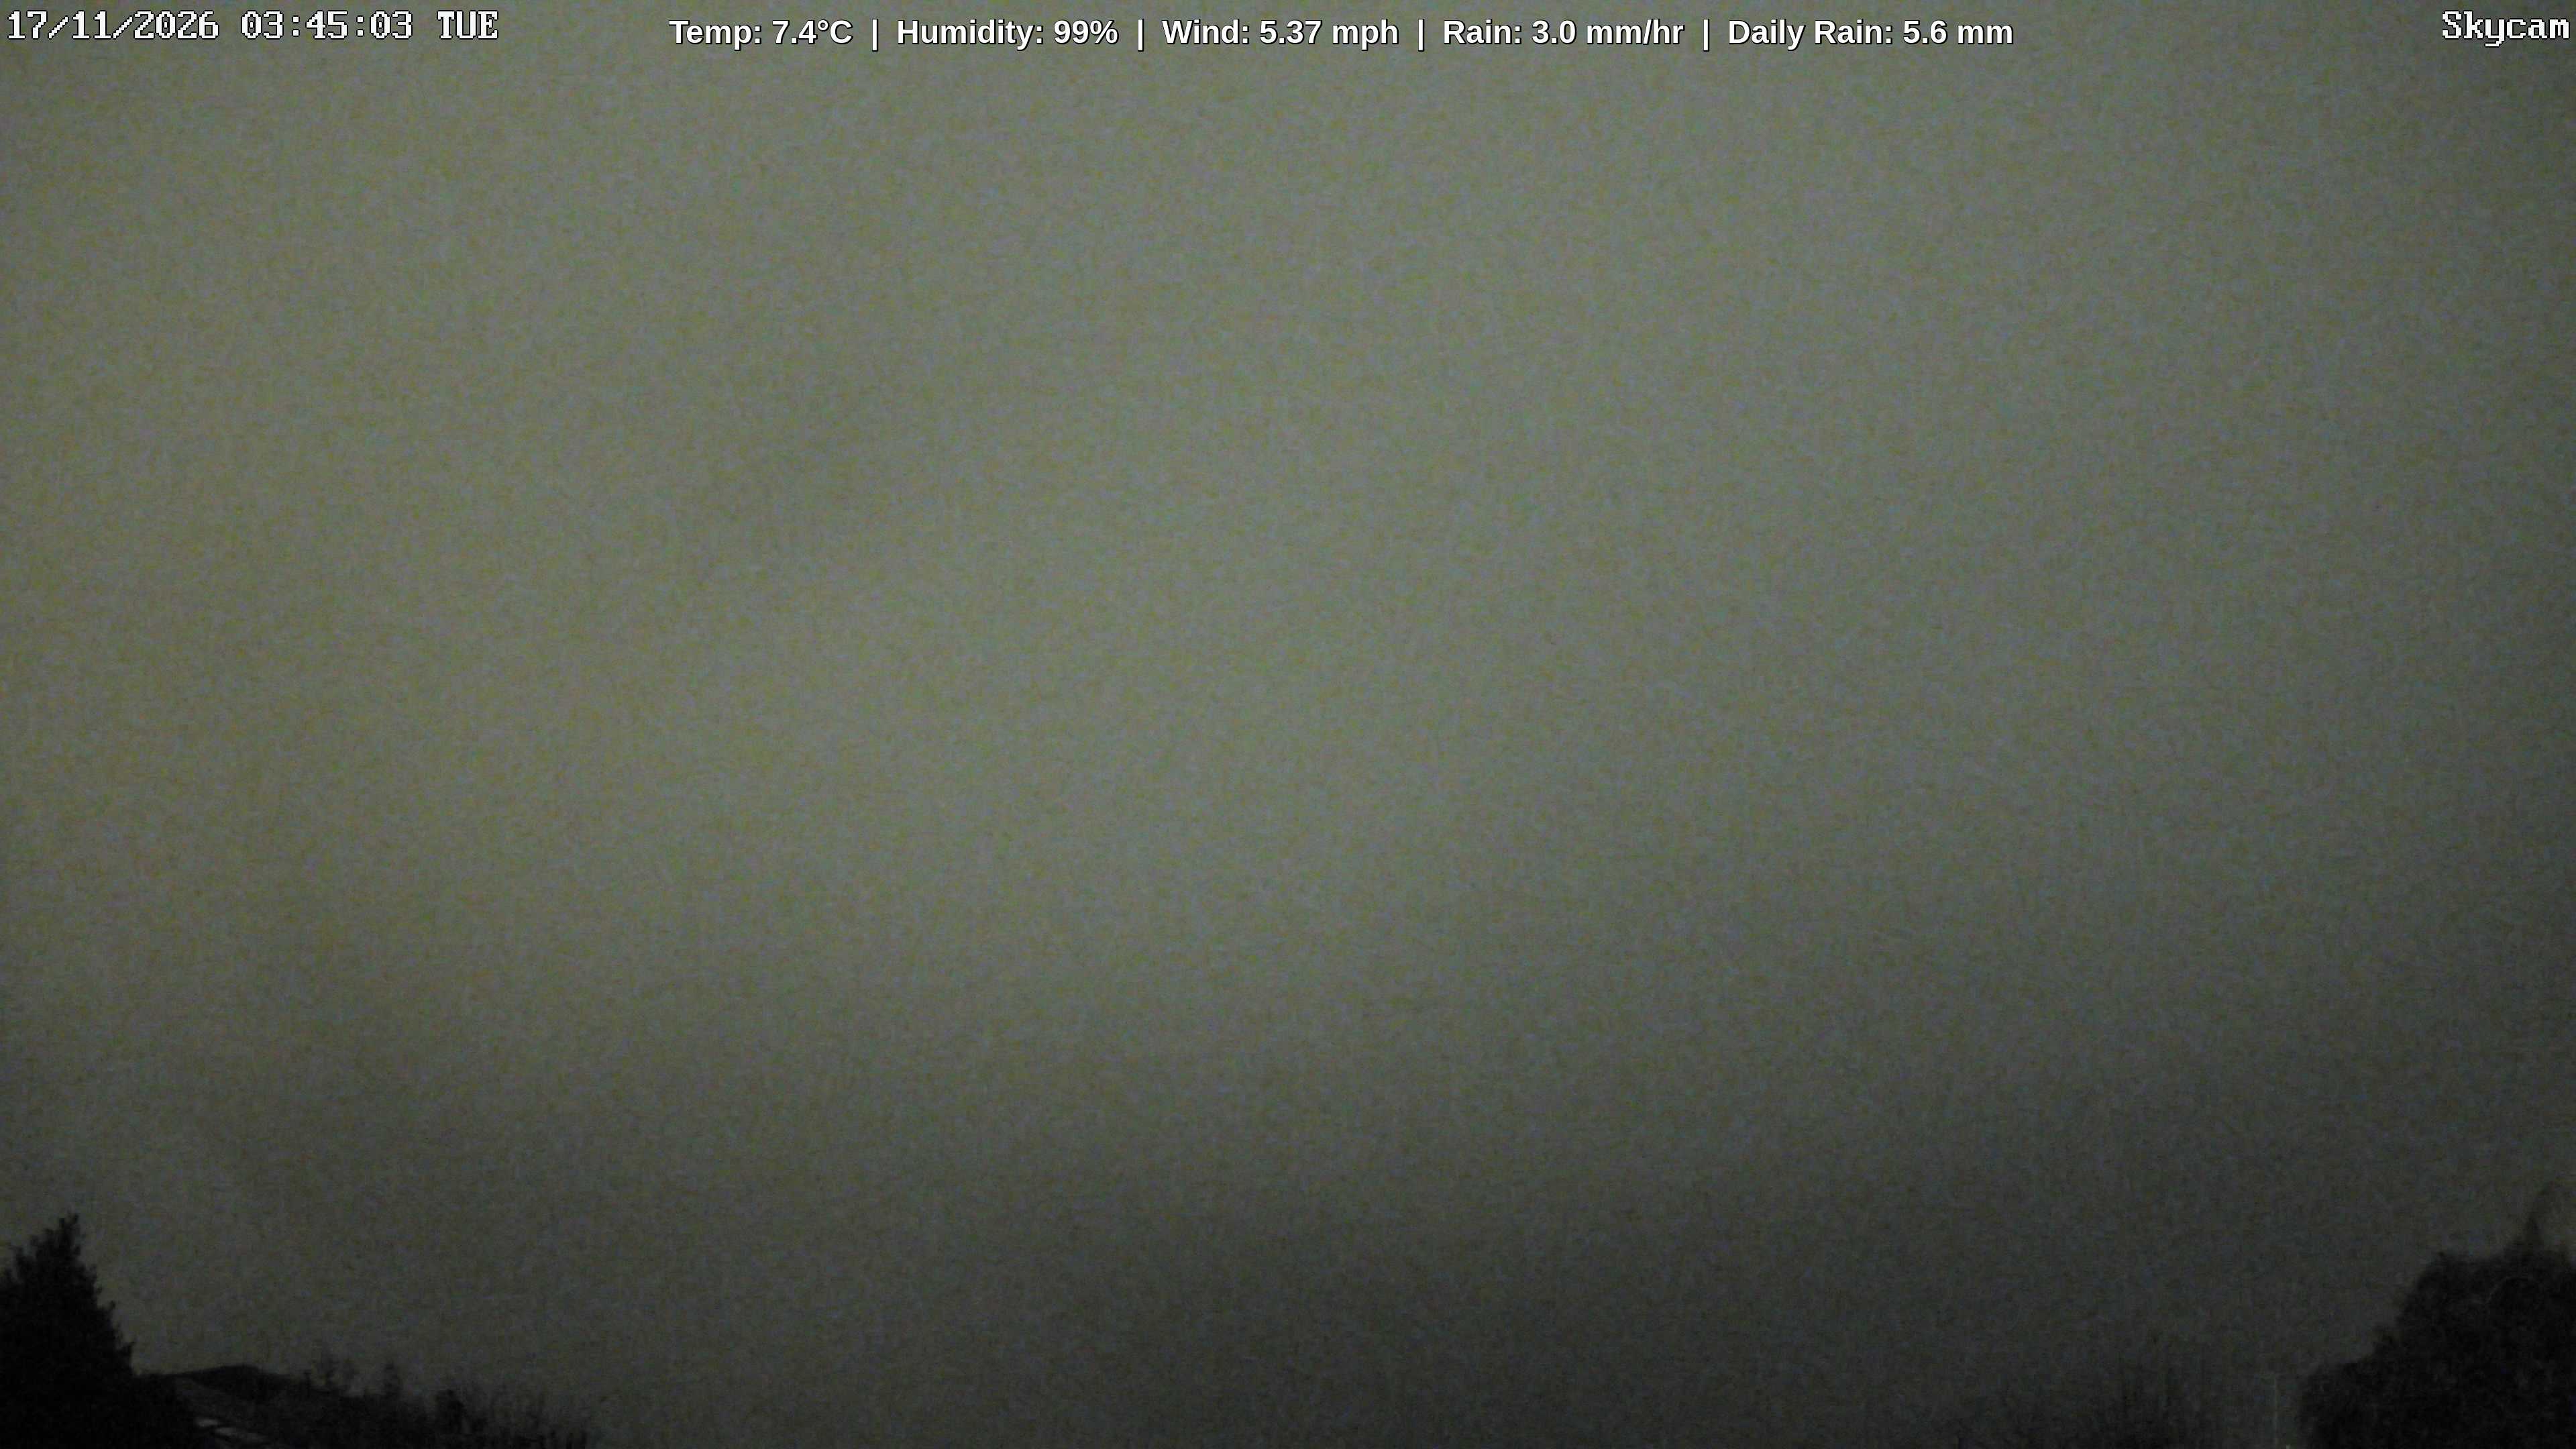 17/11/2026 03:45:03 TUE
Temp: 7.4°C | Humidity: 99% | Wind: 5.37 mph | Rain: 3.0 mm/hr | Daily Rain: 5.6 mm
Skycam